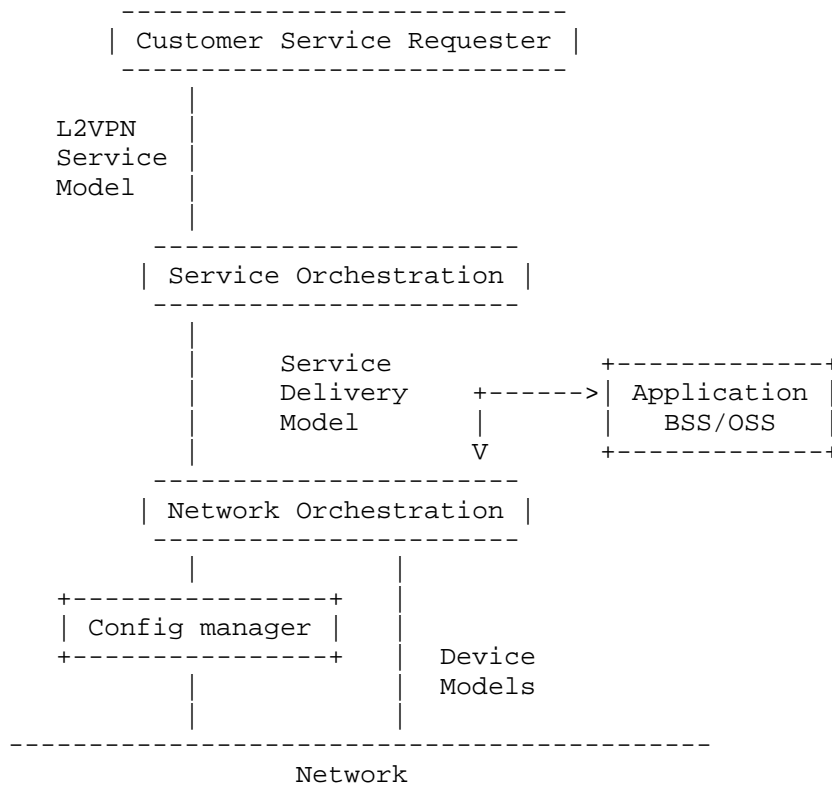 Customer Service Requester
L2VPN
Service
Model
Service Orchestration
Service
Delivery
Model
Application
BSS/OSS
V
Network Orchestration
Config manager
Device
Models
Network